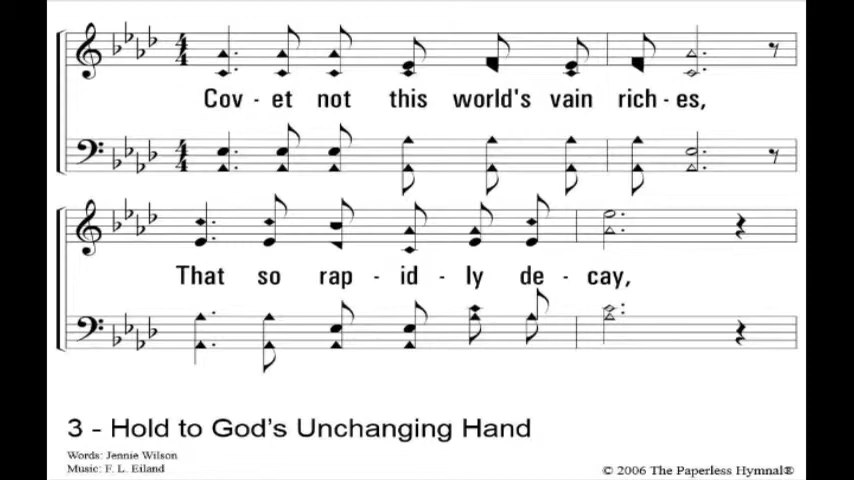 Cov - et not this world's vain rich - es,
That so rap - id - ly de - cay,
3 - Hold to God's Unchanging Hand
Words: Jennie Wilson
Music: F. L. Eiland
© 2006 The Paperless Hymnal®